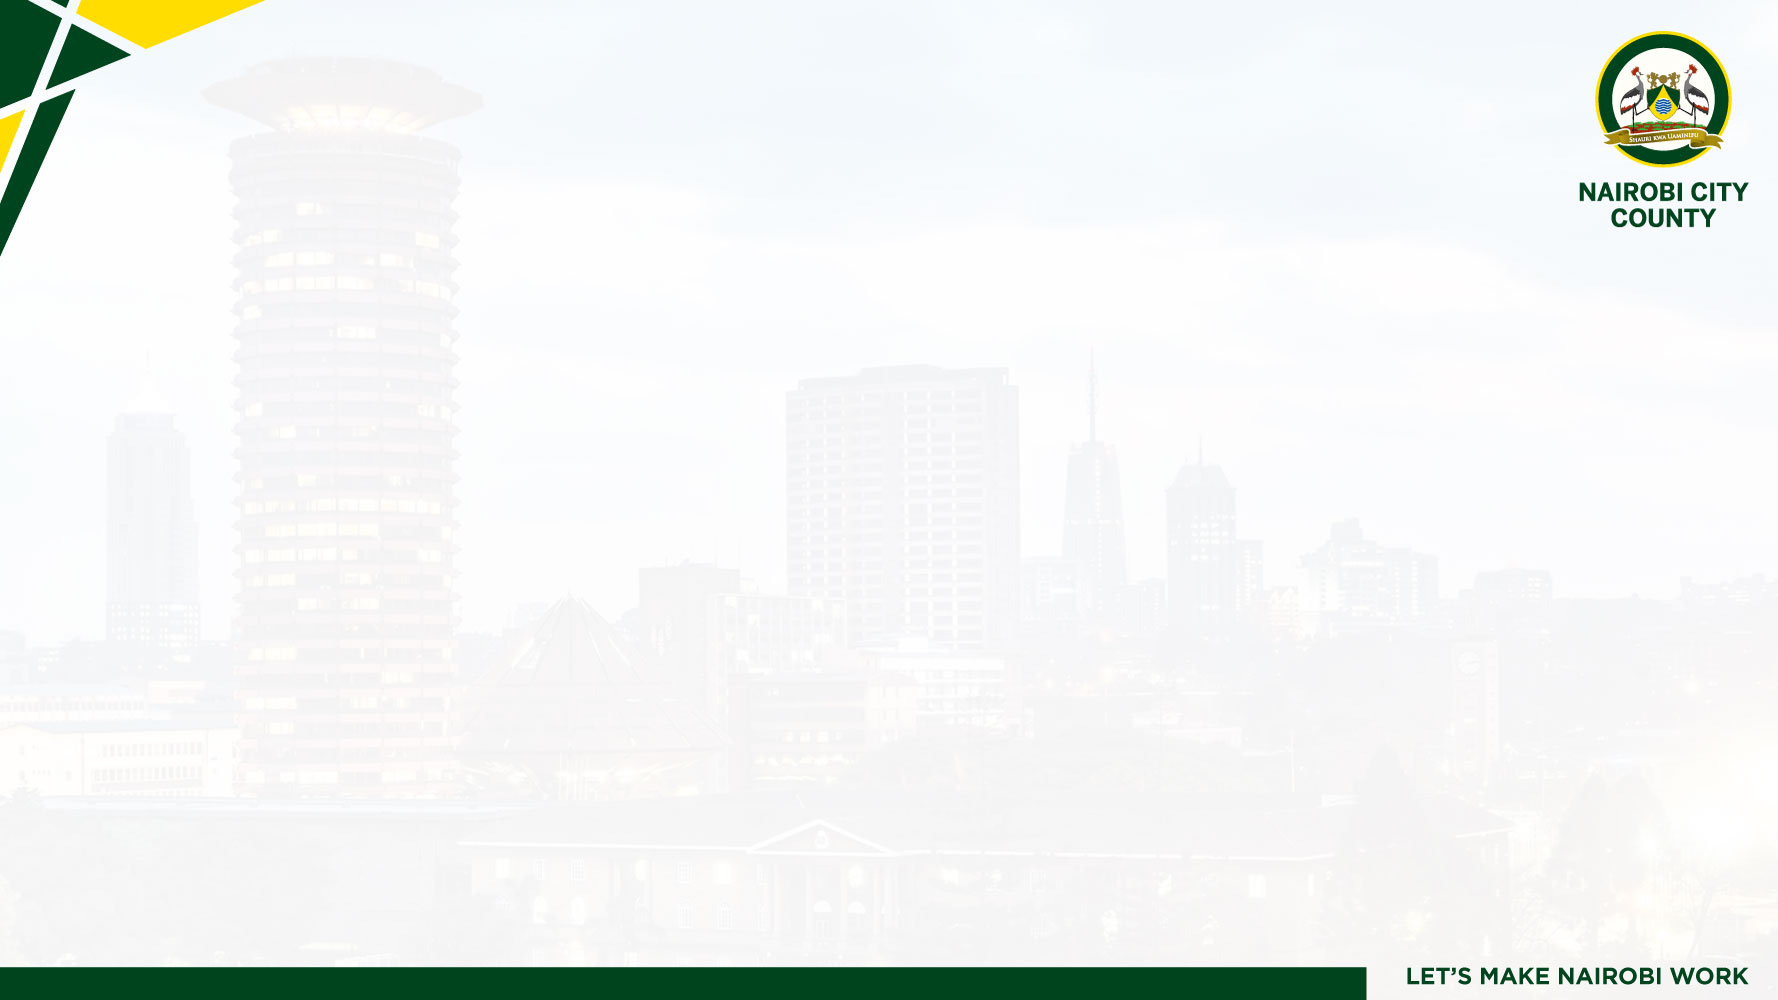 SHAURI KWA UAMINIFU
NAIROBI CITY
COUNTY
LET'S MAKE NAIROBI WORK